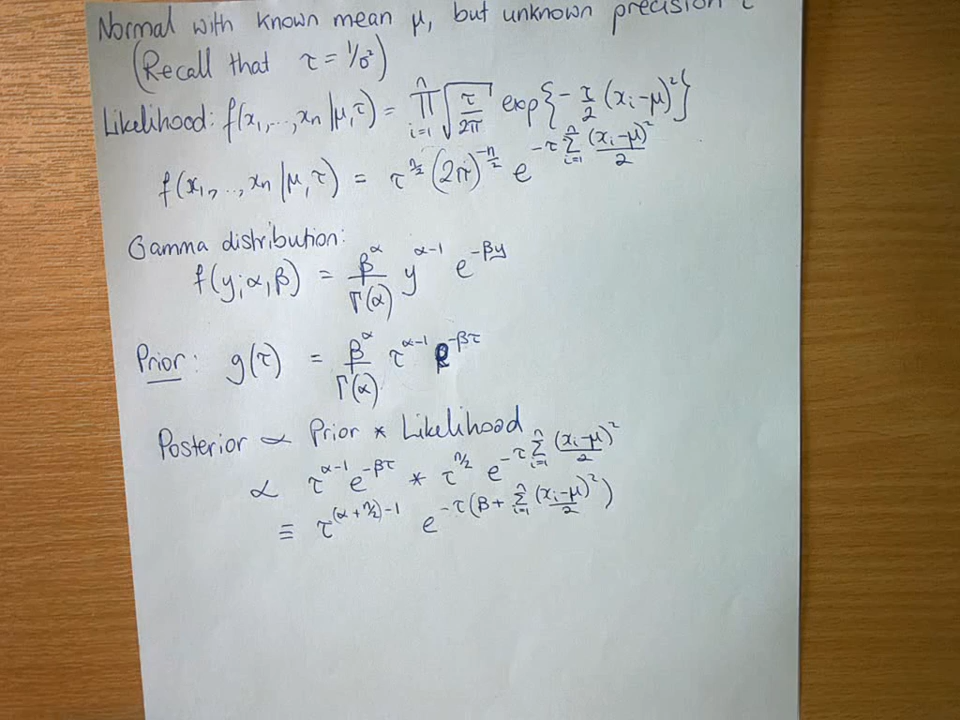 Normal with known mean μ, but unknown precision τ
(Recall that τ = 1/σ²)
Likelihood: f(x₁,...,xₙ|μ,τ) = ∏ᵢ₌₁ⁿ √(τ/2π) exp{-τ/2 (xᵢ-μ)²}
f(x₁,..,xₙ|μ,τ) = τ^(n/2) (2π)^(-n/2) e^(-τ Σᵢ₌₁ⁿ (xᵢ-μ)²/2)
Gamma distribution:
f(y;α,β) = β^α/Γ(α) y^(α-1) e^(-βy)
Prior: g(τ) = β^α/Γ(α) τ^(α-1) e^(-βτ)
Posterior ∝ Prior * Likelihood
∝ τ^(α-1) e^(-βτ) * τ^(n/2) e^(-τ Σᵢ₌₁ⁿ (xᵢ-μ)²/2)
≡ τ^((α+n/2)-1) e^(-τ(β + Σᵢ₌₁ⁿ (xᵢ-μ)²/2))